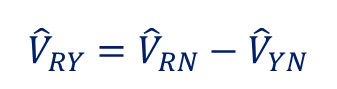 V̂_RY = V̂_RN − V̂_YN